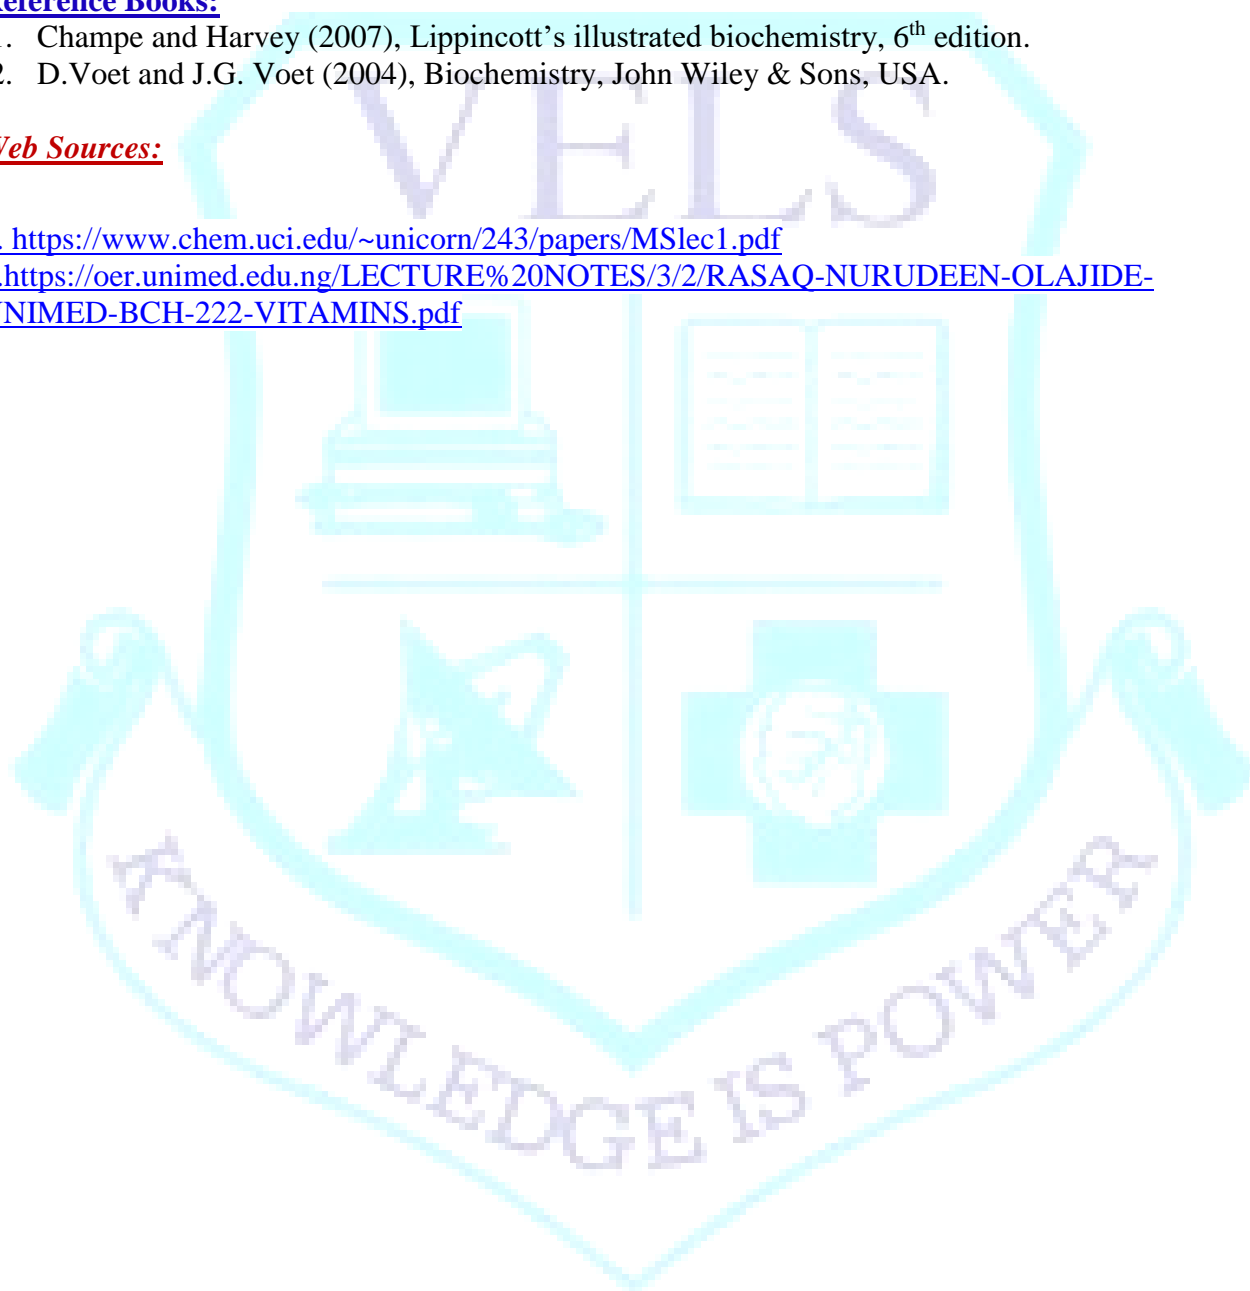 Reference Books:
1. Champe and Harvey (2007), Lippincott’s illustrated biochemistry, 6th edition.
2. D.Voet and J.G. Voet (2004), Biochemistry, John Wiley & Sons, USA.
VELS
Web Sources:
. https://www.chem.uci.edu/~unicorn/243/papers/MSlec1.pdf
.https://oer.unimed.edu.ng/LECTURE%20NOTES/3/2/RASAQ-NURUDEEN-OLAJIDE-
UNIMED-BCH-222-VITAMINS.pdf
KNOWLEDGE IS POWER